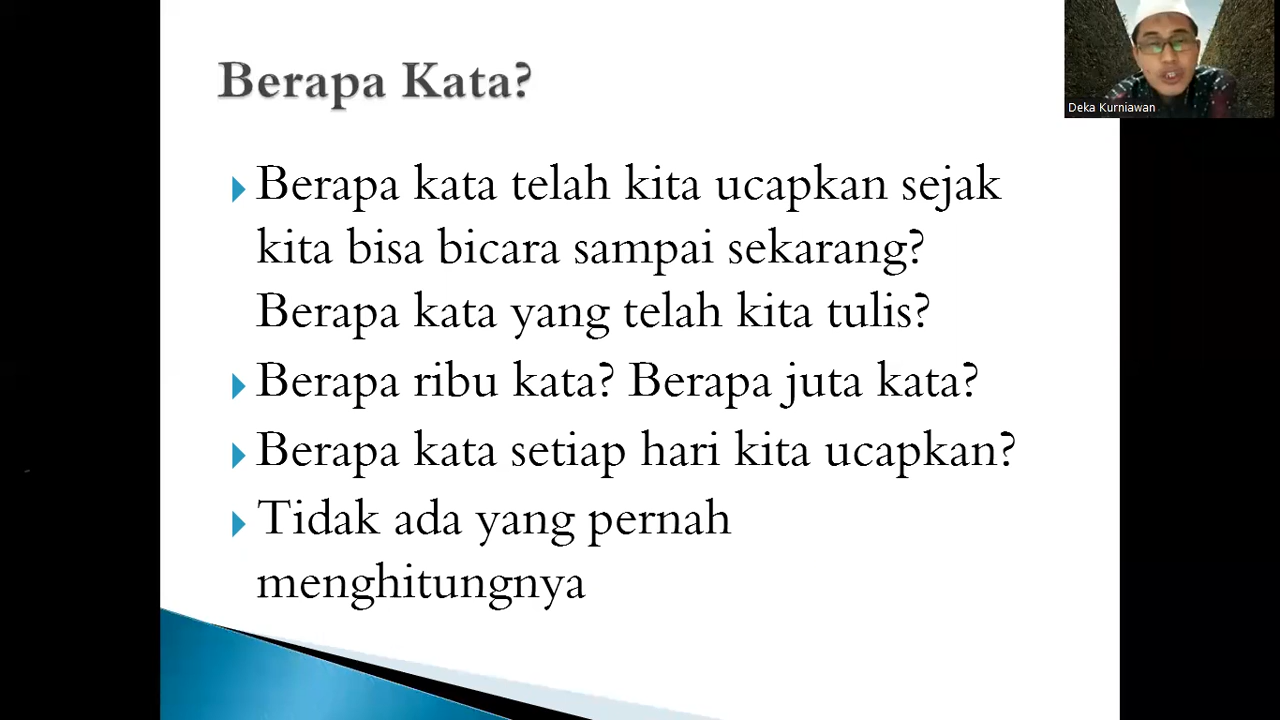 Berapa Kata?
Deka Kurniawan
Berapa kata telah kita ucapkan sejak
kita bisa bicara sampai sekarang?
Berapa kata yang telah kita tulis?
Berapa ribu kata? Berapa juta kata?
Berapa kata setiap hari kita ucapkan?
Tidak ada yang pernah
menghitungnya